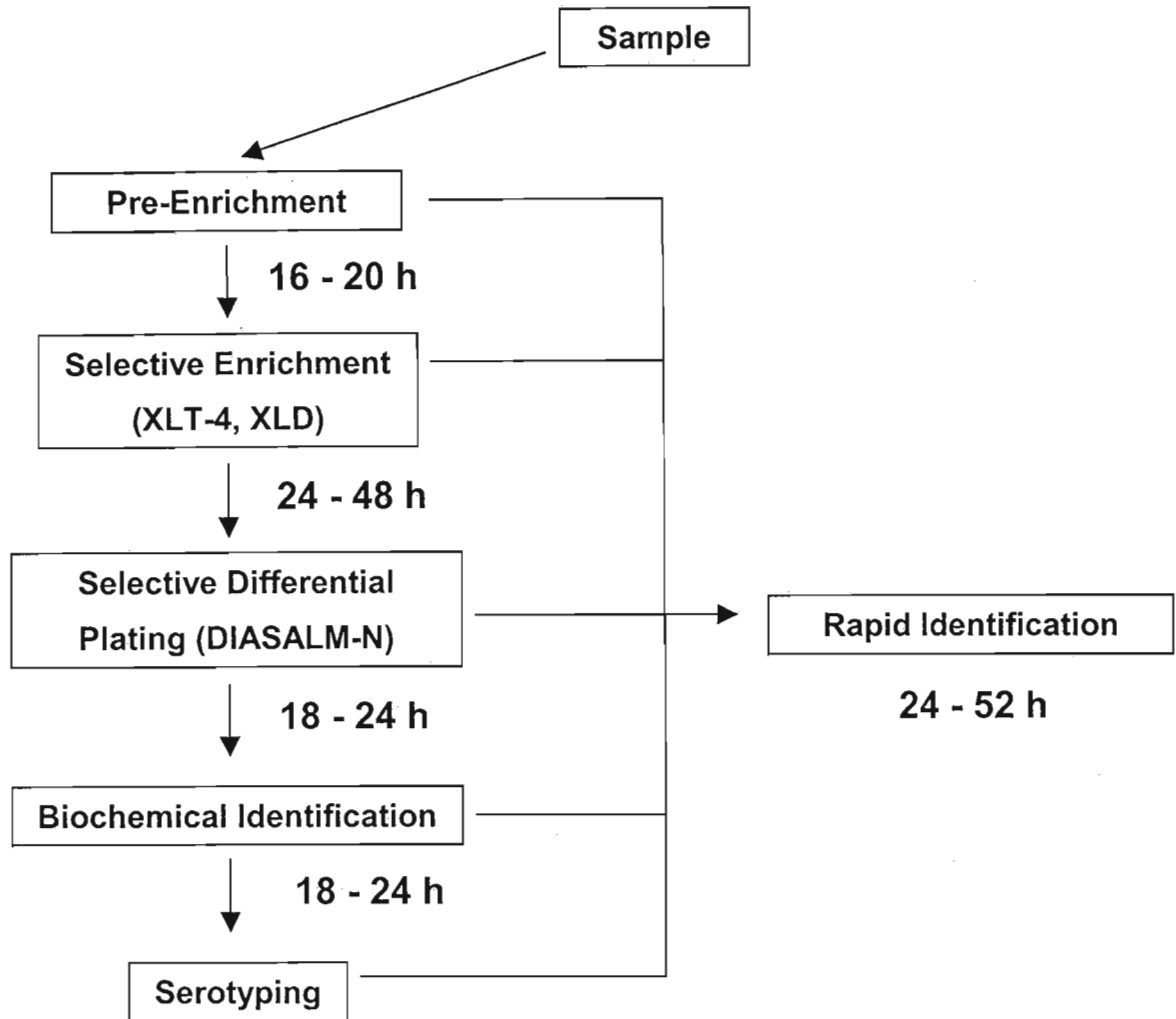 Sample
Pre-Enrichment
16 - 20 h
Selective Enrichment
(XLT-4, XLD)
24 - 48 h
Selective Differential
Plating (DIASALM-N)
Rapid Identification
24 - 52 h
18 - 24 h
Biochemical Identification
18 - 24 h
Serotyping